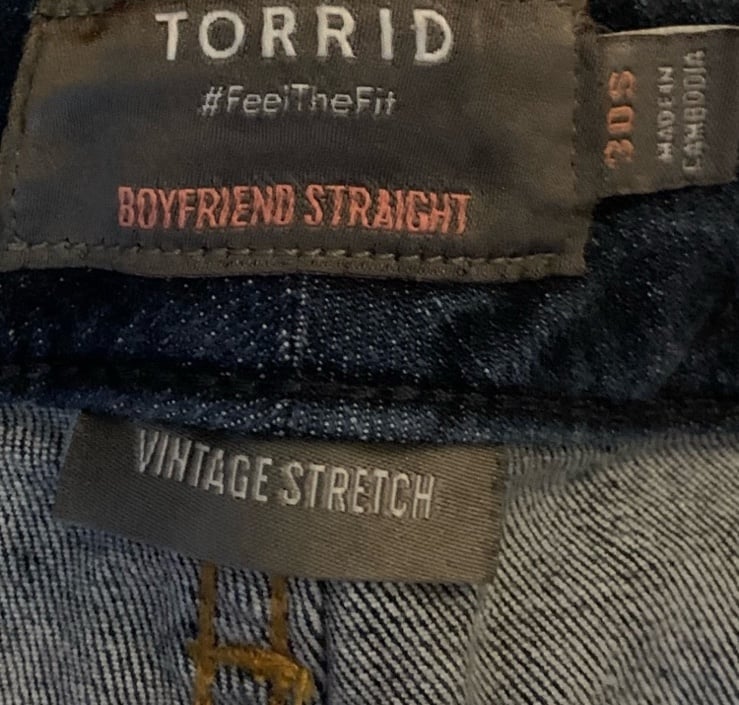 TORRID
#FeelTheFit
BOYFRIEND STRAIGHT
30S
MADE IN
CAMBODIA
VINTAGE STRETCH